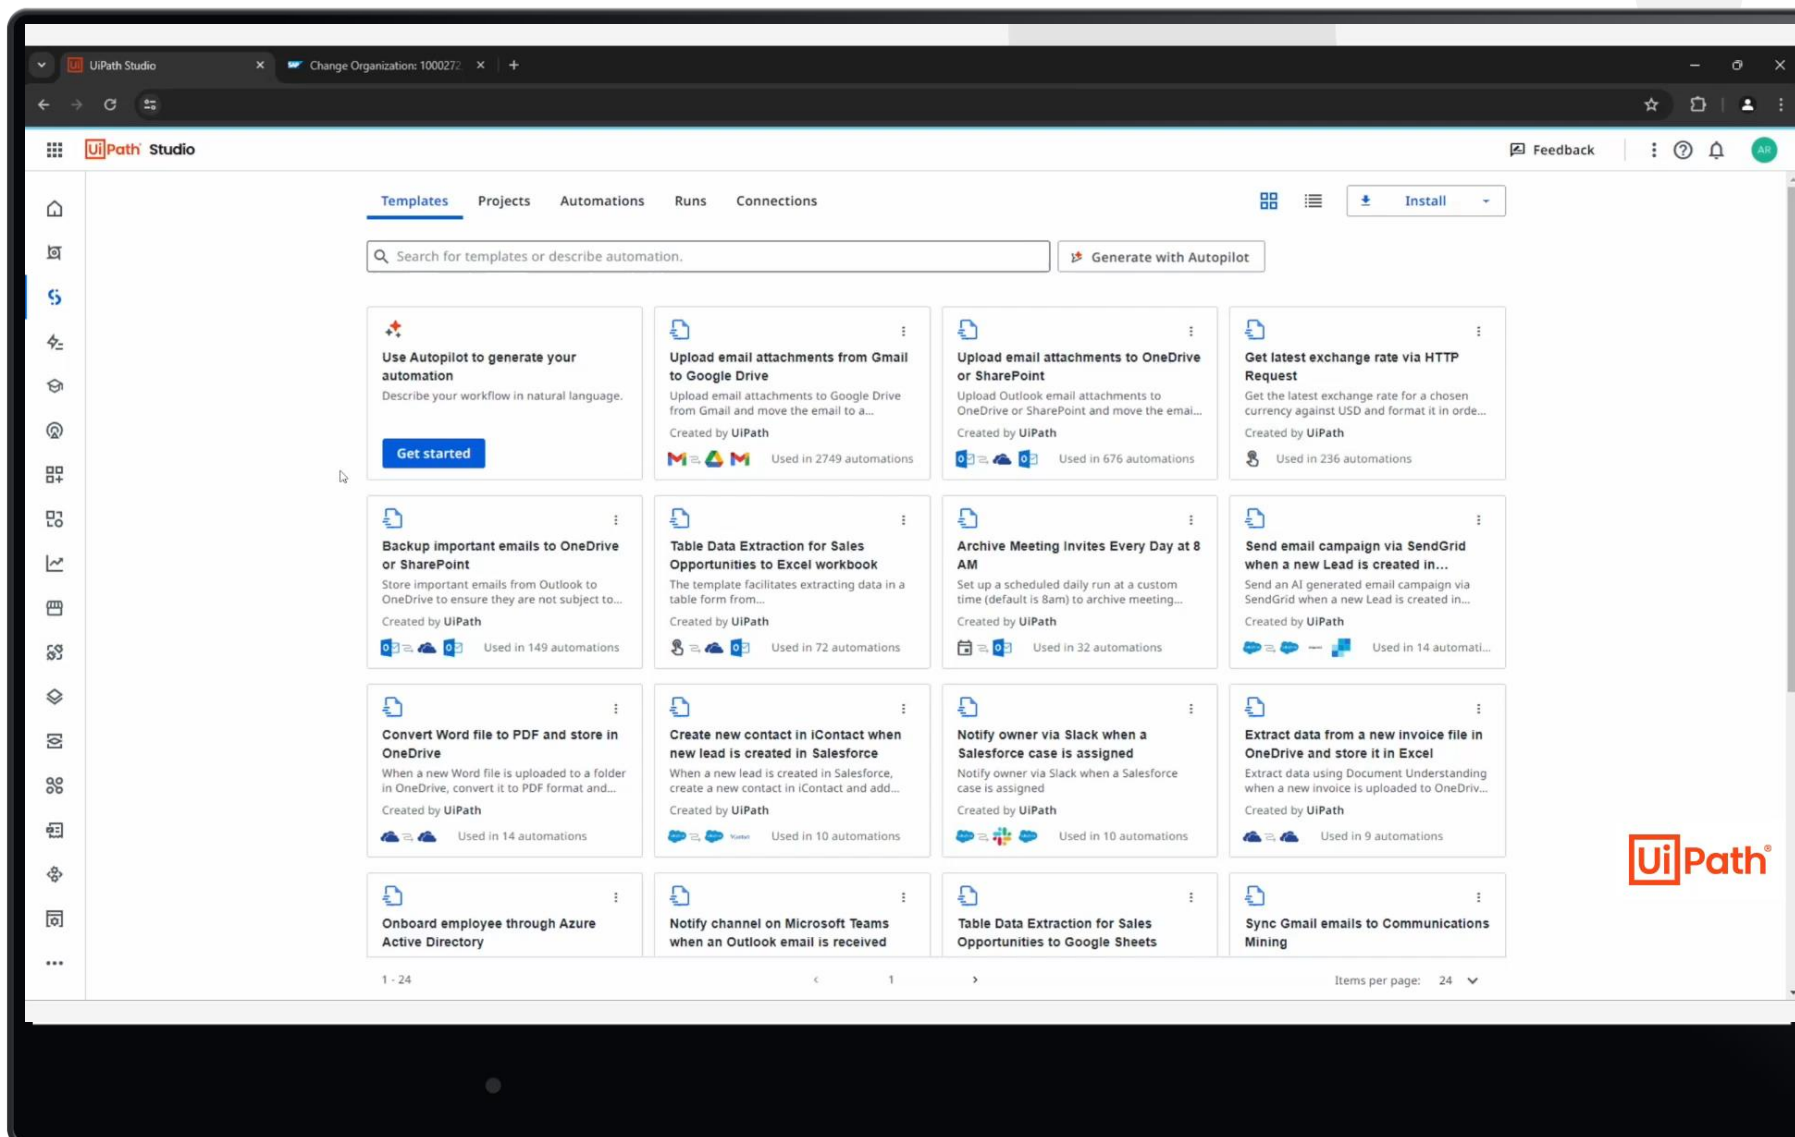 UiPath Studio
Change Organization: 1000272
UiPath Studio
Feedback
AR
Templates
Projects
Automations
Runs
Connections
Install
Search for templates or describe automation.
Generate with Autopilot
Use Autopilot to generate your
automation
Describe your workflow in natural language.
Get started
Upload email attachments from Gmail
to Google Drive
Upload email attachments to Google Drive
from Gmail and move the email to a...
Created by UiPath
Used in 2749 automations
Upload email attachments to OneDrive
or SharePoint
Upload Outlook email attachments to
OneDrive or SharePoint and move the emai...
Created by UiPath
Used in 676 automations
Get latest exchange rate via HTTP
Request
Get the latest exchange rate for a chosen
currency against USD and format it in orde...
Created by UiPath
Used in 236 automations
Backup important emails to OneDrive
or SharePoint
Store important emails from Outlook to
OneDrive to ensure they are not subject to...
Created by UiPath
Used in 149 automations
Table Data Extraction for Sales
Opportunities to Excel workbook
The template facilitates extracting data in a
table form from...
Created by UiPath
Used in 72 automations
Archive Meeting Invites Every Day at 8
AM
Set up a scheduled daily run at a custom
time (default is 8am) to archive meeting...
Created by UiPath
Used in 32 automations
Send email campaign via SendGrid
when a new Lead is created in...
Send an AI generated email campaign via
SendGrid when a new Lead is created in...
Created by UiPath
Used in 14 automati...
Convert Word file to PDF and store in
OneDrive
When a new Word file is uploaded to a folder
in OneDrive, convert it to PDF format and...
Created by UiPath
Used in 14 automations
Create new contact in iContact when
new lead is created in Salesforce
When a new lead is created in Salesforce,
create a new contact in iContact and add...
Created by UiPath
Used in 10 automations
Notify owner via Slack when a
Salesforce case is assigned
Notify owner via Slack when a Salesforce
case is assigned
Created by UiPath
Used in 10 automations
Extract data from a new invoice file in
OneDrive and store it in Excel
Extract data using Document Understanding
when a new invoice is uploaded to OneDriv...
Created by UiPath
Used in 9 automations
UiPath®
Onboard employee through Azure
Active Directory
Notify channel on Microsoft Teams
when an Outlook email is received
Table Data Extraction for Sales
Opportunities to Google Sheets
Sync Gmail emails to Communications
Mining
1 - 24
1
Items per page: 24